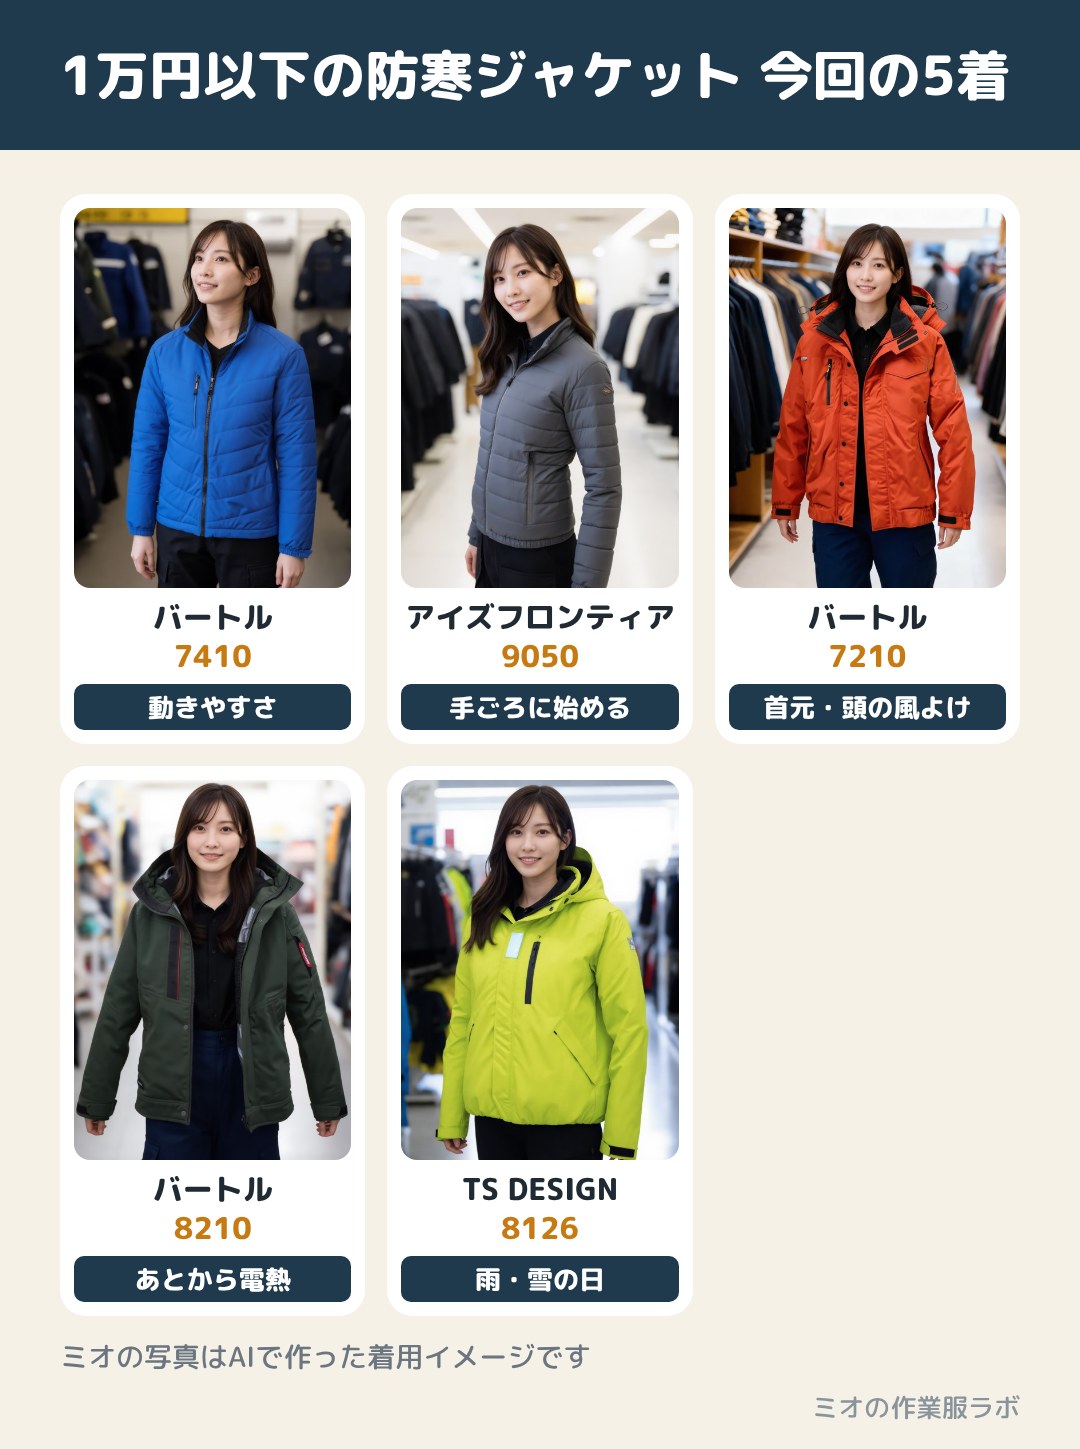 1万円以下の防寒ジャケット 今回の5着
バートル
7410
動きやすさ
アイズフロンティア
9050
手ごろに始める
バートル
7210
首元・頭の風よけ
バートル
8210
あとから電熱
TS DESIGN
8126
雨・雪の日
ミオの写真はAIで作った着用イメージです
ミオの作業服ラボ